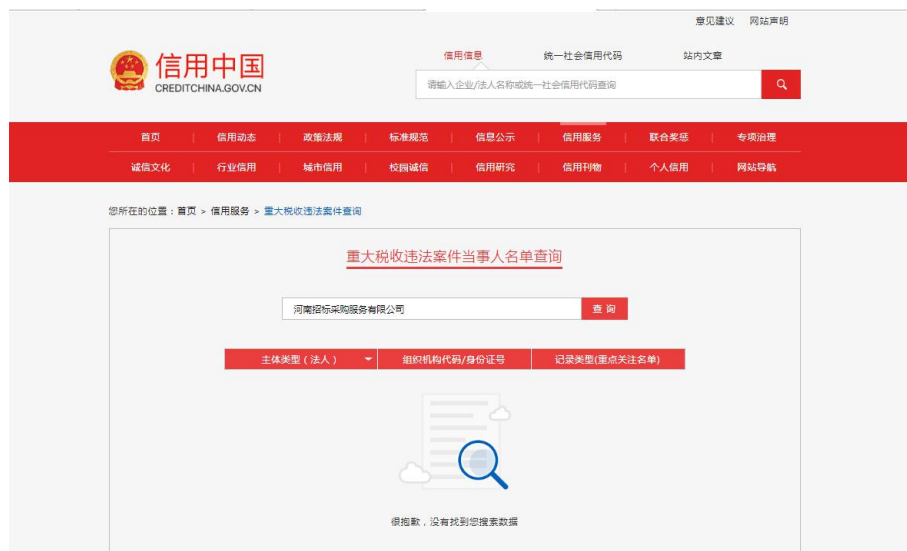 意见建议 网站声明
信用中国
CREDITCHINA.GOV.CN
信用信息 统一社会信用代码 站内文章
请输入企业/法人名称或统一社会信用代码查询
首页 信用动态 政策法规 标准规范 信息公示 信用服务 联合奖惩 专项治理
诚信文化 行业信用 城市信用 校园诚信 信用研究 信用刊物 个人信用 网站导航
您所在的位置：首页 > 信用服务 > 重大税收违法案件查询
重大税收违法案件当事人名单查询
河南招标采购服务有限公司 查询
主体类型（法人） 组织机构代码/身份证号 记录类型(重点关注名单)
很抱歉，没有找到您搜索数据